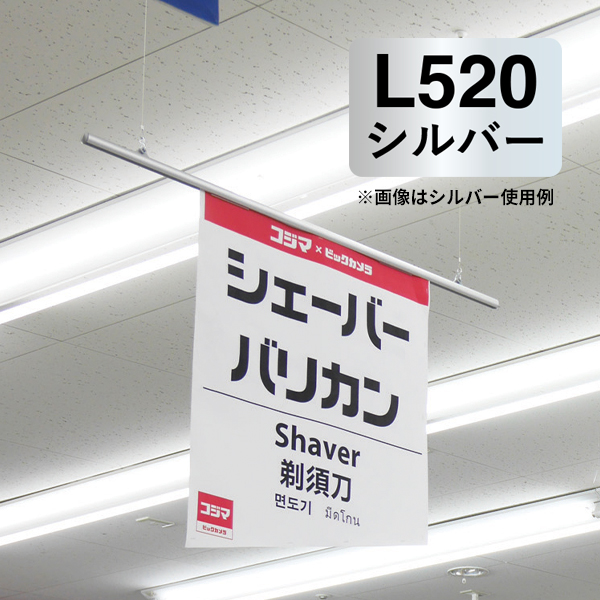 L520
シルバー
※画像はシルバー使用例
コジマ×ビックカメラ
シェーバー
バリカン
Shaver
剃須刀
면도기 มีดโกน
コジマ
ビックカメラ